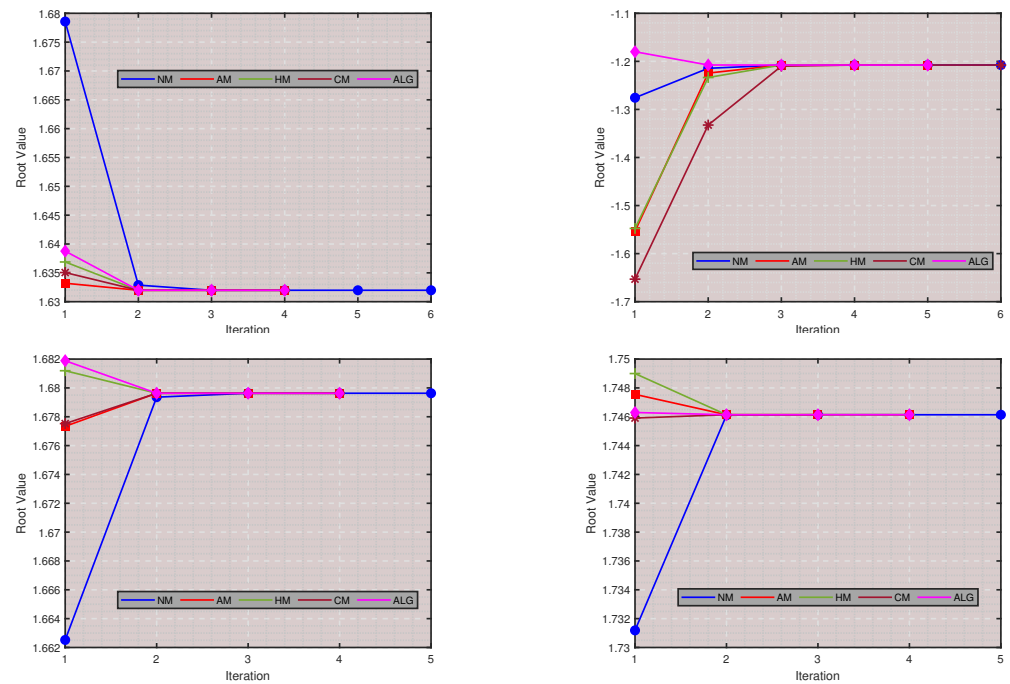 1.68
1.675
1.67
1.665
1.66
1.655
1.65
1.645
1.64
1.635
1.63
Root Value
NM AM HM CM ALG
1 2 3 4 5 6
Iteration
-1.1
-1.2
-1.3
-1.4
-1.5
-1.6
-1.7
Root Value
NM AM HM CM ALG
1 2 3 4 5 6
Iteration
1.682
1.68
1.678
1.676
1.674
1.672
1.67
1.668
1.666
1.664
1.662
Root Value
NM AM HM CM ALG
1 2 3 4 5
Iteration
1.75
1.748
1.746
1.744
1.742
1.74
1.738
1.736
1.734
1.732
1.73
Root Value
NM AM HM CM ALG
1 2 3 4 5
Iteration